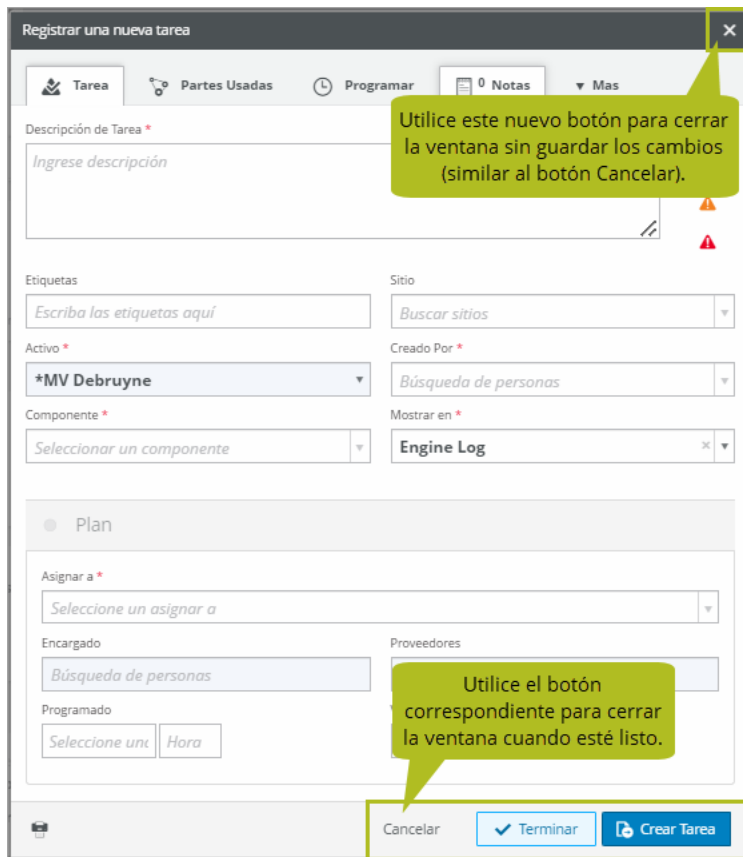 Registrar una nueva tarea
Tarea
Partes Usadas
Programar
0 Notas
Mas
Utilice este nuevo botón para cerrar
la ventana sin guardar los cambios
(similar al botón Cancelar).
Descripción de Tarea *
Ingrese descripción
Etiquetas
Sitio
Escriba las etiquetas aquí
Buscar sitios
Activo *
Creado Por *
*MV Debruyne
Búsqueda de personas
Componente *
Mostrar en *
Seleccionar un componente
Engine Log
Plan
Asignar a *
Seleccione un asignar a
Encargado
Proveedores
Búsqueda de personas
Utilice el botón
correspondiente para cerrar
la ventana cuando esté listo.
Programado
Seleccione Hora
Cancelar
Terminar
Crear Tarea